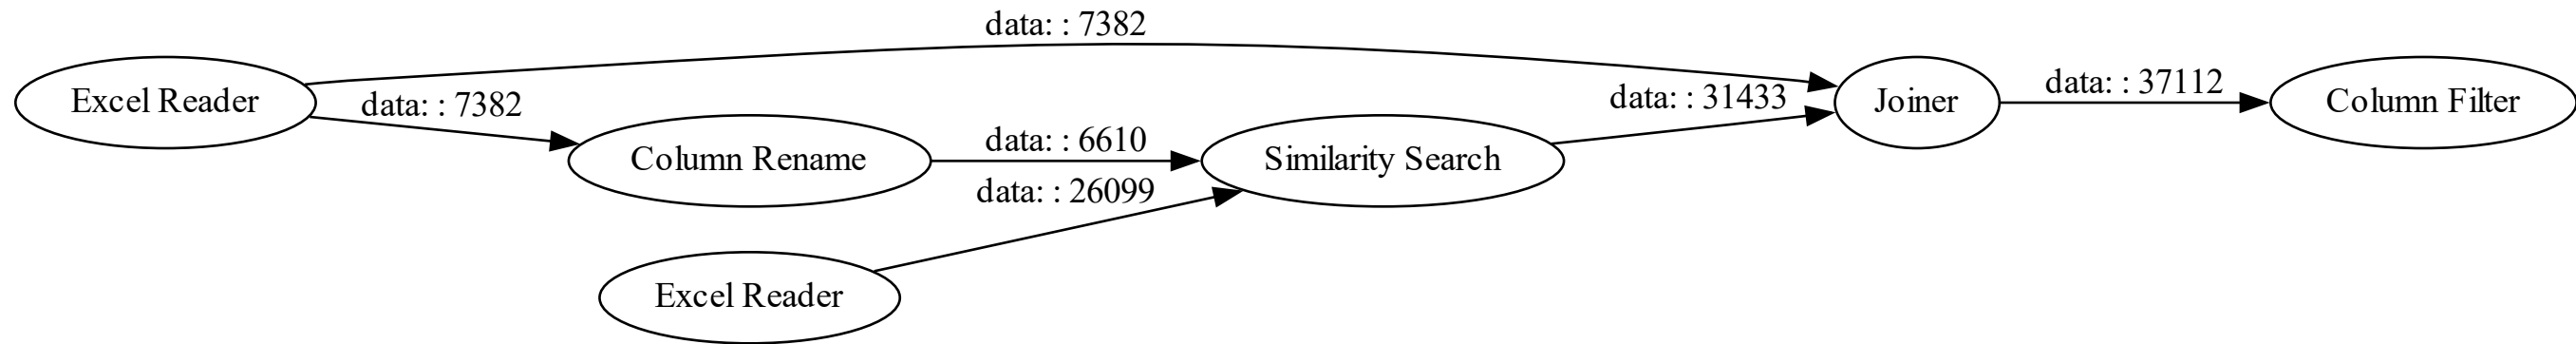 data: : 7382
Excel Reader
data: : 7382
Column Rename
data: : 6610
data: : 26099
Excel Reader
Similarity Search
data: : 31433
Joiner
data: : 37112
Column Filter